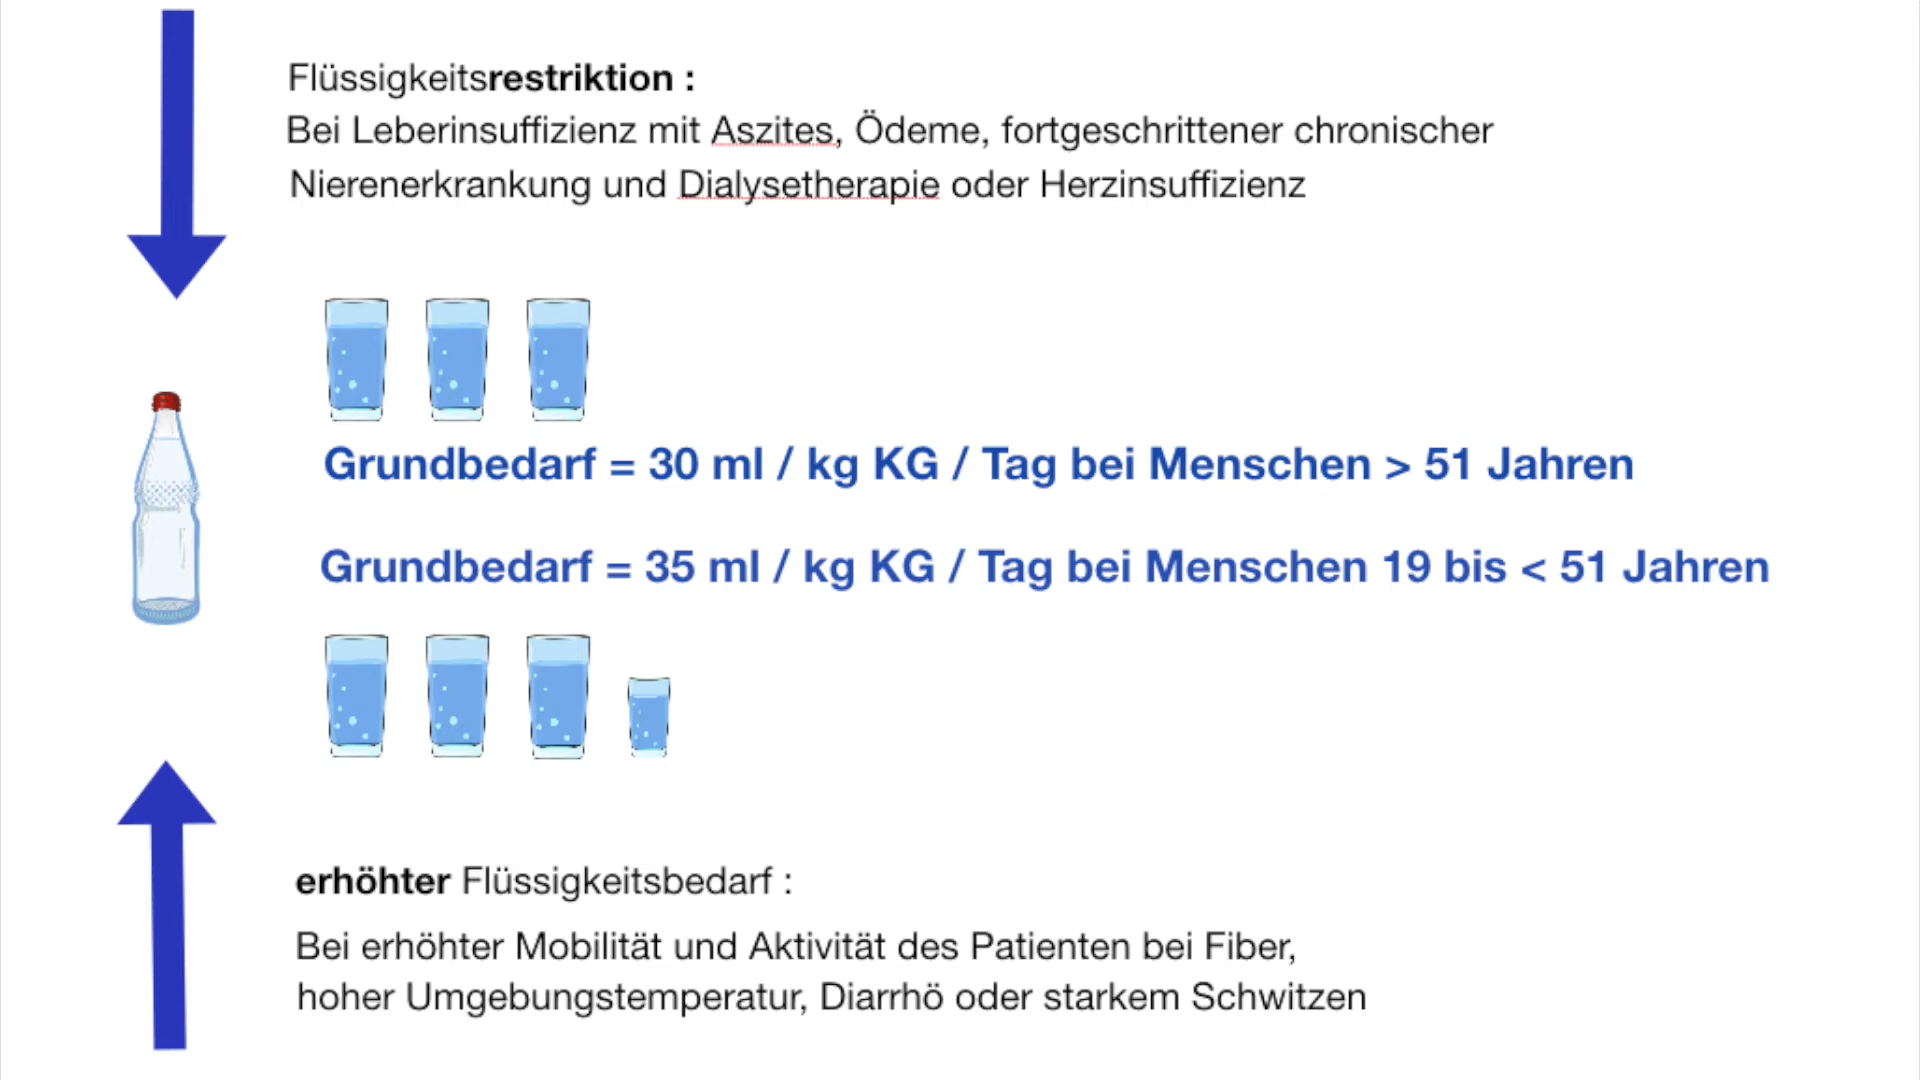 Flüssigkeitsrestriktion :
Bei Leberinsuffizienz mit Aszites, Ödeme, fortgeschrittener chronischer
Nierenerkrankung und Dialysetherapie oder Herzinsuffizienz
Grundbedarf = 30 ml / kg KG / Tag bei Menschen > 51 Jahren
Grundbedarf = 35 ml / kg KG / Tag bei Menschen 19 bis < 51 Jahren
erhöhter Flüssigkeitsbedarf :
Bei erhöhter Mobilität und Aktivität des Patienten bei Fiber,
hoher Umgebungstemperatur, Diarrhö oder starkem Schwitzen